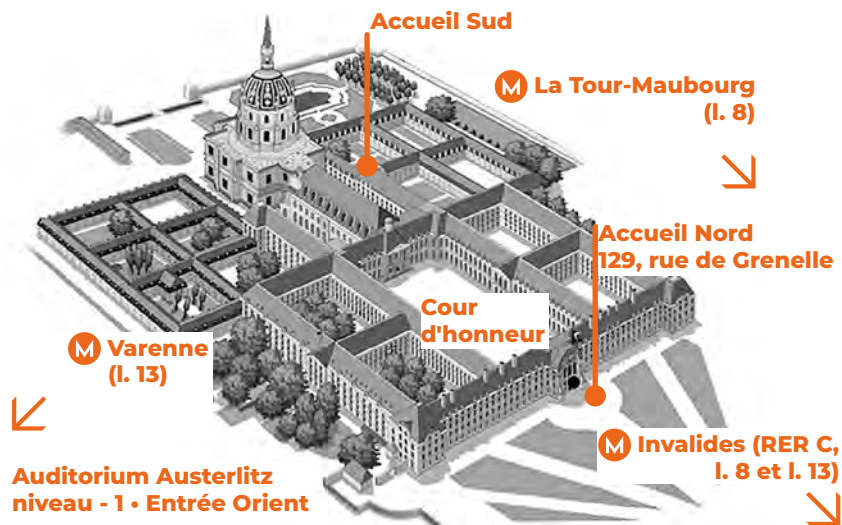 Accueil Sud
M La Tour-Maubourg
(l. 8)
Accueil Nord
129, rue de Grenelle
Cour
d'honneur
M Varenne
(l. 13)
M Invalides (RER C,
l. 8 et l. 13)
Auditorium Austerlitz
niveau - 1 • Entrée Orient